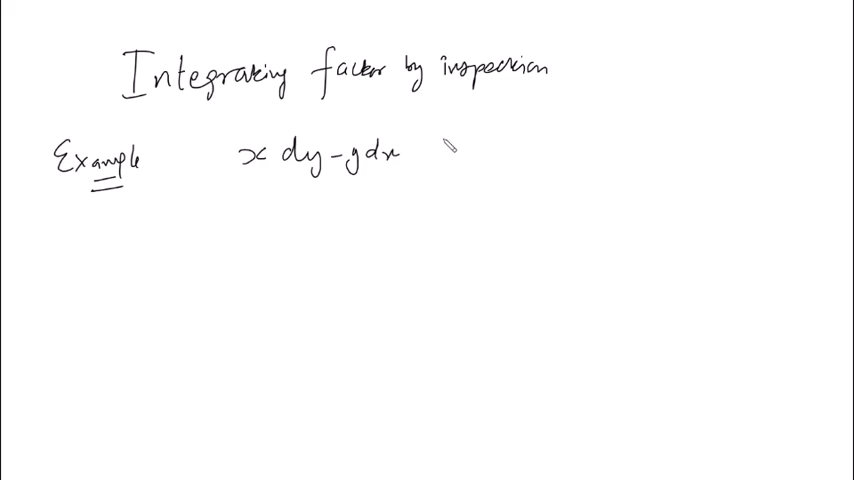 Integrating factor by inspection
Example x dy - y dx